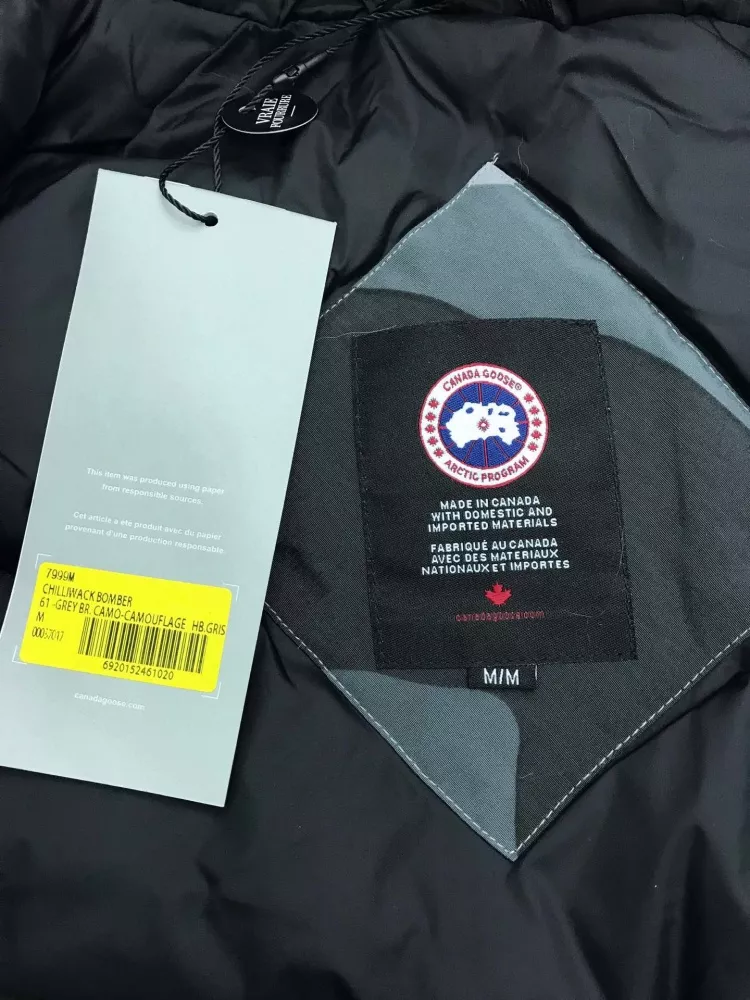 VRAIE
FOURRURE
This item was produced using paper
from responsible sources.
Cet article a été produit avec du papier
provenant d'une production responsable.
7999M
CHILLIWACK BOMBER
61 -GREY BR. CAMO-CAMOUFLAGE HB.GRIS
M
00057017
6920152461020
canadagoose.com
CANADA GOOSE®
ARCTIC PROGRAM
MADE IN CANADA
WITH DOMESTIC AND
IMPORTED MATERIALS
FABRIQUÉ AU CANADA
AVEC DES MATERIAUX
NATIONAUX ET IMPORTES
canadagoose.com
M/M